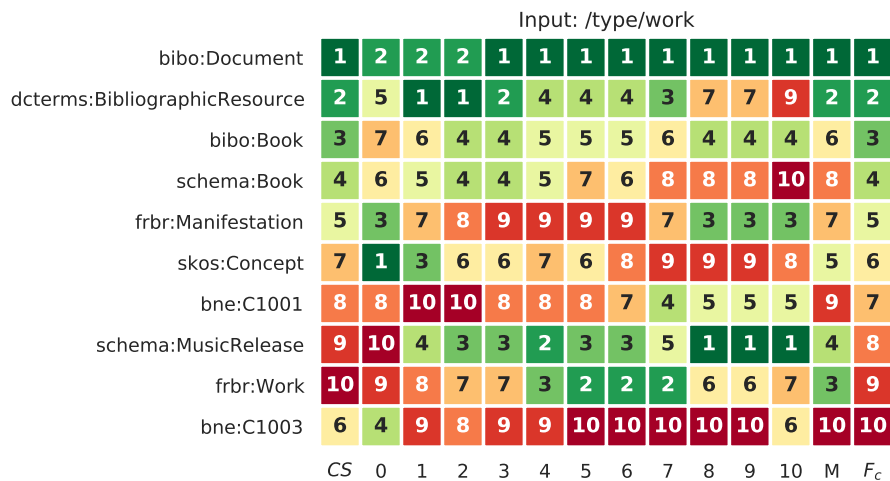 Input: /type/work
bibo:Document 1 2 2 2 1 1 1 1 1 1 1 1 1 1
dcterms:BibliographicResource 2 5 1 1 2 4 4 4 3 7 7 9 2 2
bibo:Book 3 7 6 4 4 5 5 5 6 4 4 4 6 3
schema:Book 4 6 5 4 4 5 7 6 8 8 8 10 8 4
frbr:Manifestation 5 3 7 8 9 9 9 9 7 3 3 3 7 5
skos:Concept 7 1 3 6 6 7 6 8 9 9 9 8 5 6
bne:C1001 8 8 10 10 8 8 8 7 4 5 5 5 9 7
schema:MusicRelease 9 10 4 3 3 2 3 3 5 1 1 1 4 8
frbr:Work 10 9 8 7 7 3 2 2 2 6 6 7 3 9
bne:C1003 6 4 9 8 9 9 10 10 10 10 10 6 10 10
CS 0 1 2 3 4 5 6 7 8 9 10 M Fc